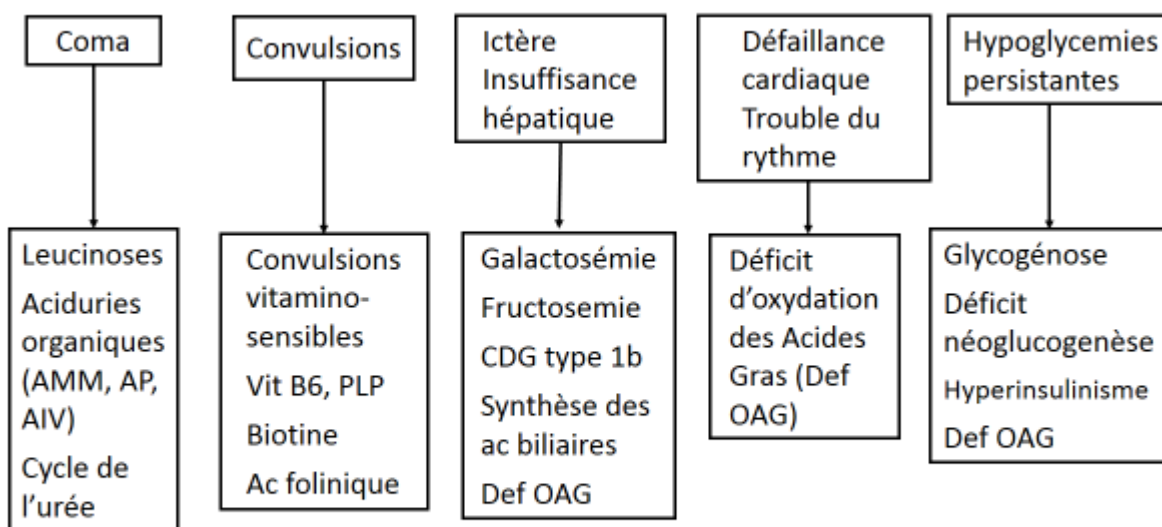 Coma
Leucinoses
Aciduries
organiques
(AMM, AP,
AIV)
Cycle de
l'urée
Convulsions
Convulsions
vitamino-
sensibles
Vit B6, PLP
Biotine
Ac folinique
Ictère
Insuffisance
hépatique
Galactosémie
Fructosemie
CDG type 1b
Synthèse des
ac biliaires
Def OAG
Défaillance
cardiaque
Trouble du
rythme
Déficit
d'oxydation
des Acides
Gras (Def
OAG)
Hypoglycemies
persistantes
Glycogénose
Déficit
néoglucogenèse
Hyperinsulinisme
Def OAG